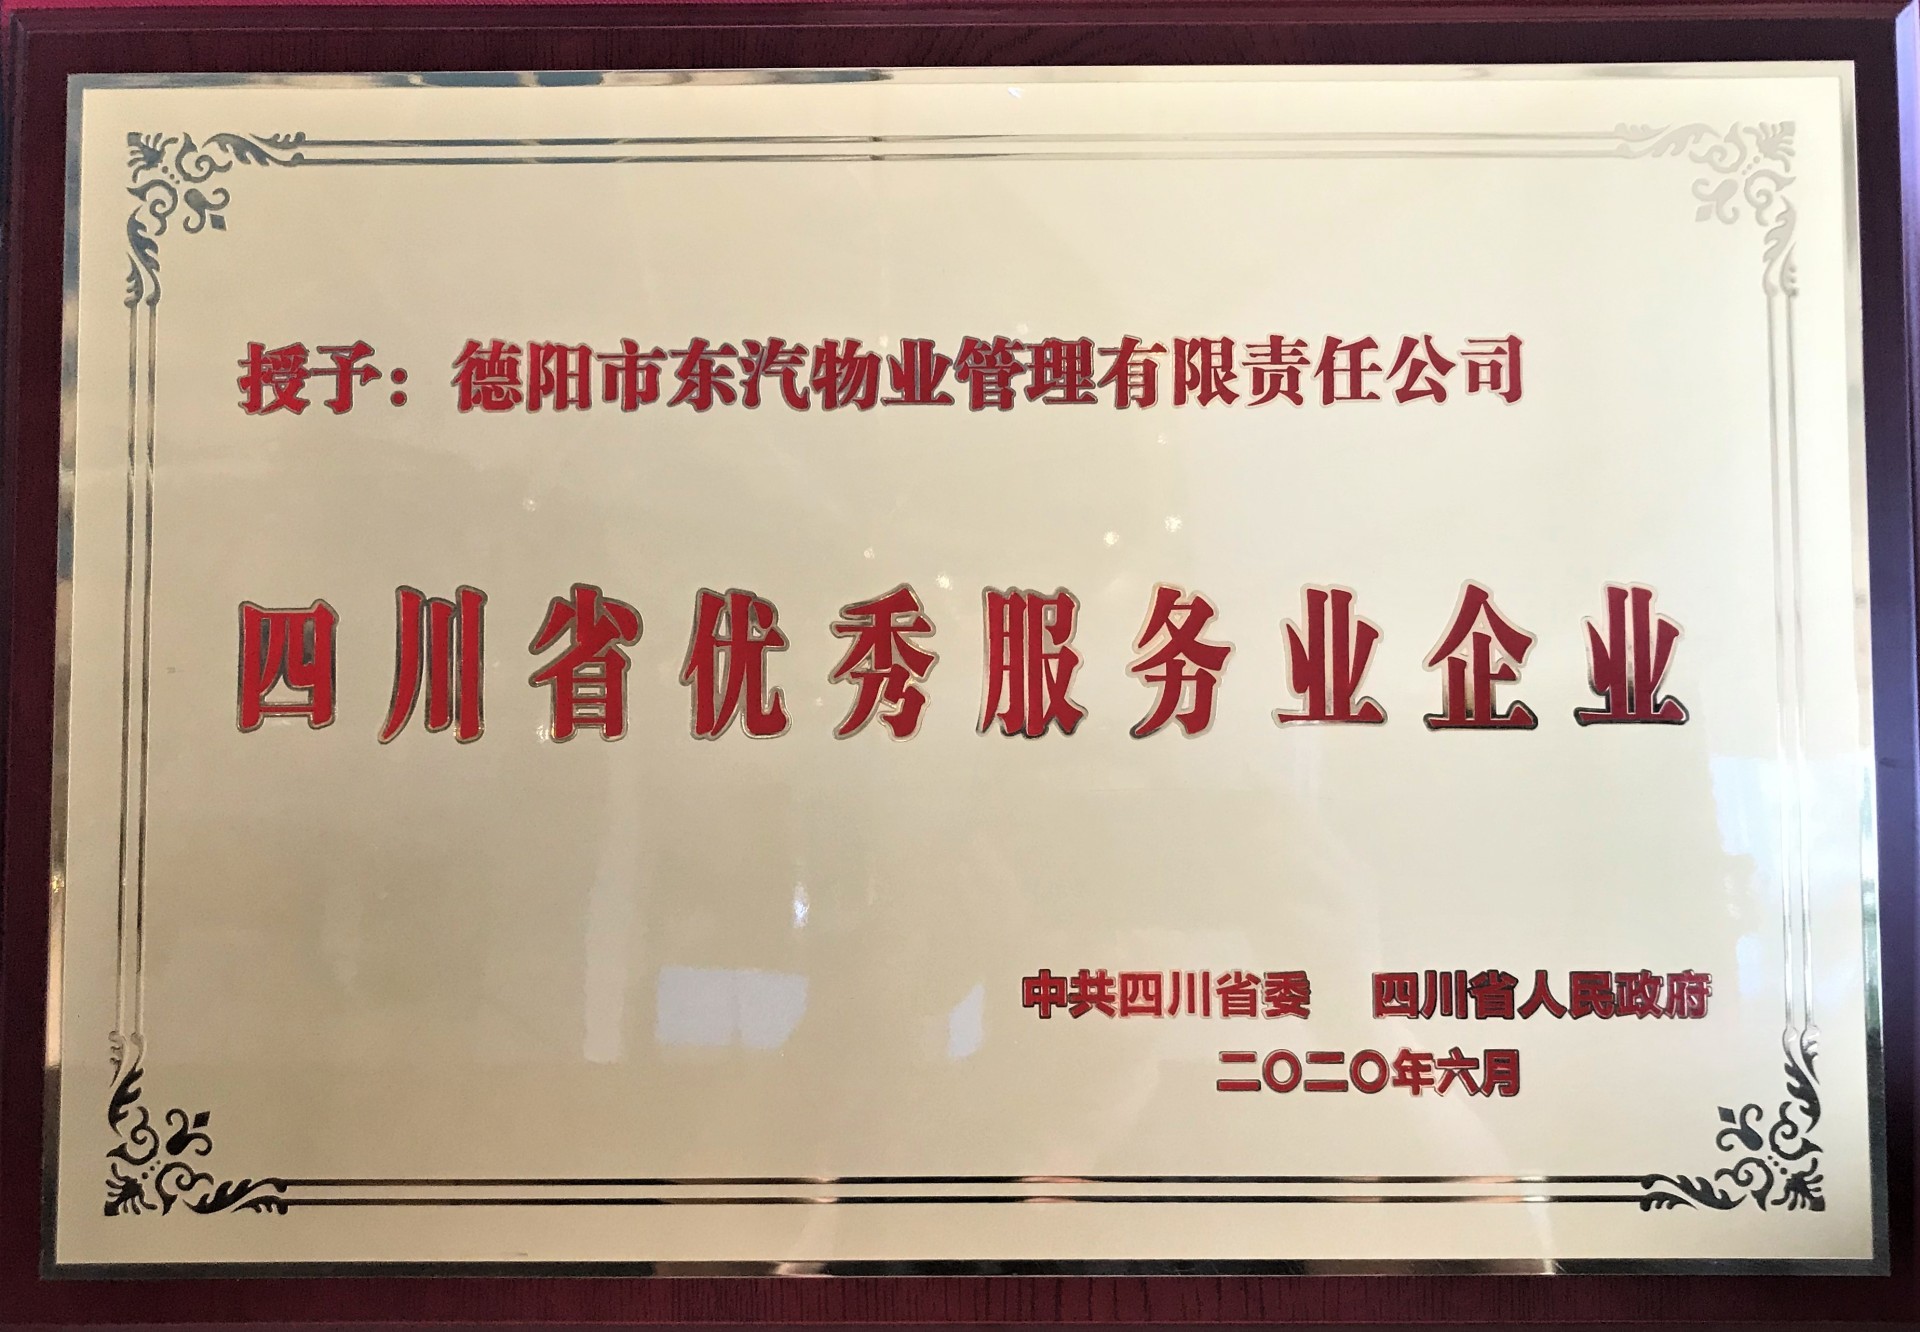 授予：德阳市东汽物业管理有限责任公司
四川省优秀服务业企业
中共四川省委 四川省人民政府
二〇二〇年六月